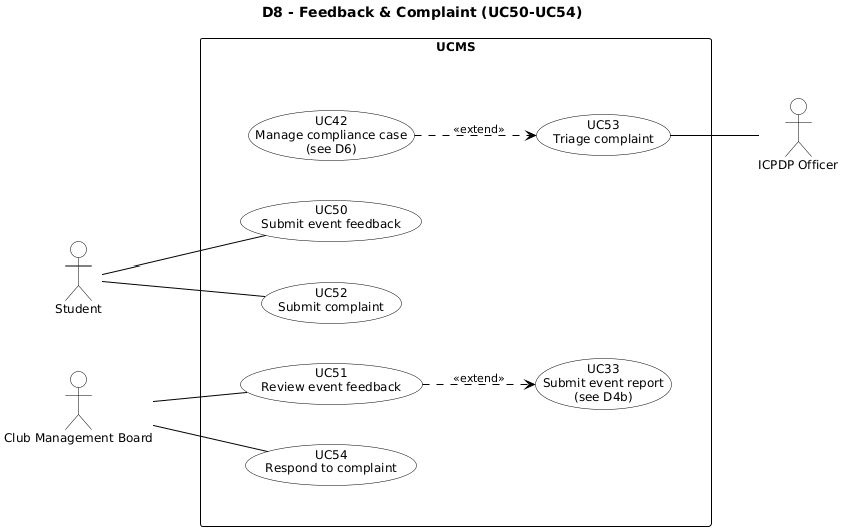 D8 - Feedback & Complaint (UC50-UC54)
UCMS
UC42
Manage compliance case
(see D6)
«extend»
UC53
Triage complaint
ICPDP Officer
UC50
Submit event feedback
Student
UC52
Submit complaint
UC51
Review event feedback
«extend»
UC33
Submit event report
(see D4b)
Club Management Board
UC54
Respond to complaint